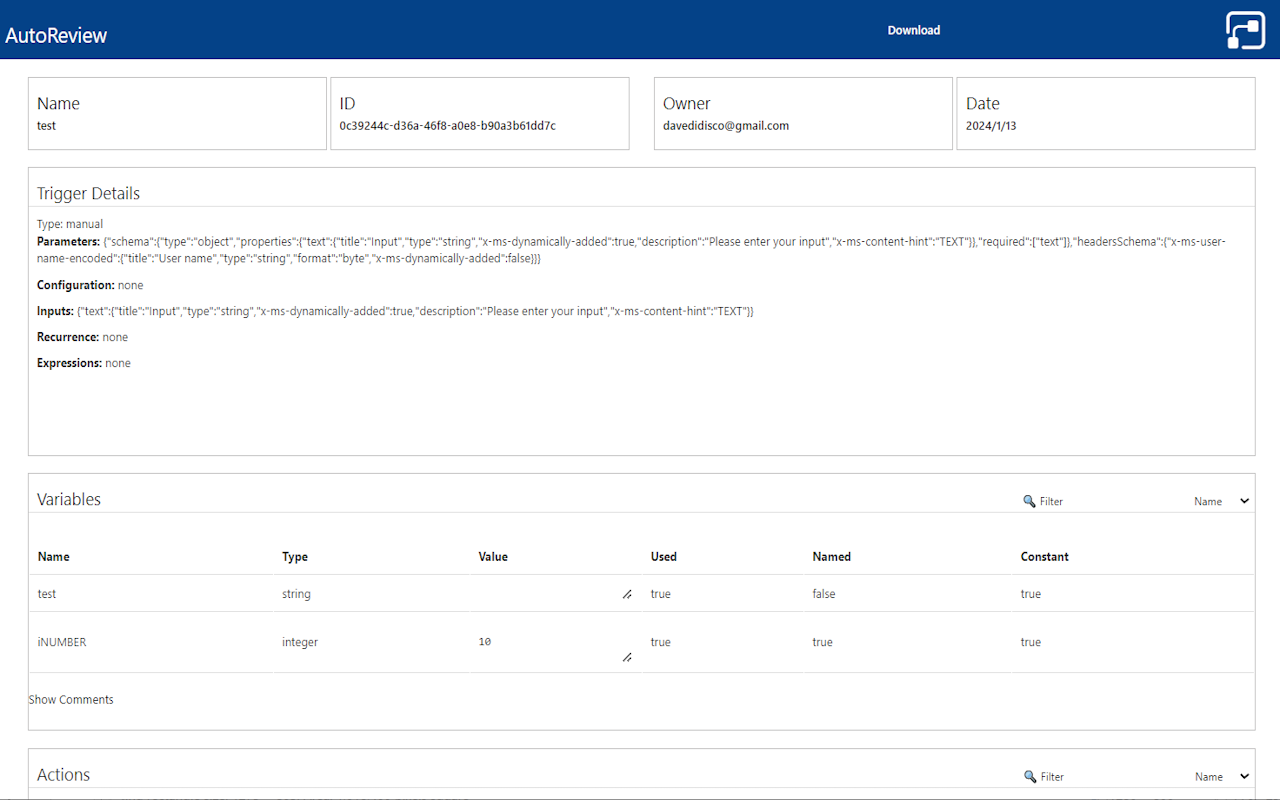 AutoReview
Download
Name
test
ID
0c39244c-d36a-46f8-a0e8-b90a3b61dd7c
Owner
davedidisco@gmail.com
Date
2024/1/13
Trigger Details
Type: manual
Parameters: {"schema":{"type":"object","properties":{"text":{"title":"Input","type":"string","x-ms-dynamically-added":true,"description":"Please enter your input","x-ms-content-hint":"TEXT"}},"required":["text"]},"headersSchema":{"x-ms-user-
name-encoded":{"title":"User name","type":"string","format":"byte","x-ms-dynamically-added":false}}}
Configuration: none
Inputs: {"text":{"title":"Input","type":"string","x-ms-dynamically-added":true,"description":"Please enter your input","x-ms-content-hint":"TEXT"}}
Recurrence: none
Expressions: none
Variables
Filter
Name
Name Type Value Used Named Constant
test string true false true
iNUMBER integer 10 true true true
Show Comments
Actions
Filter
Name